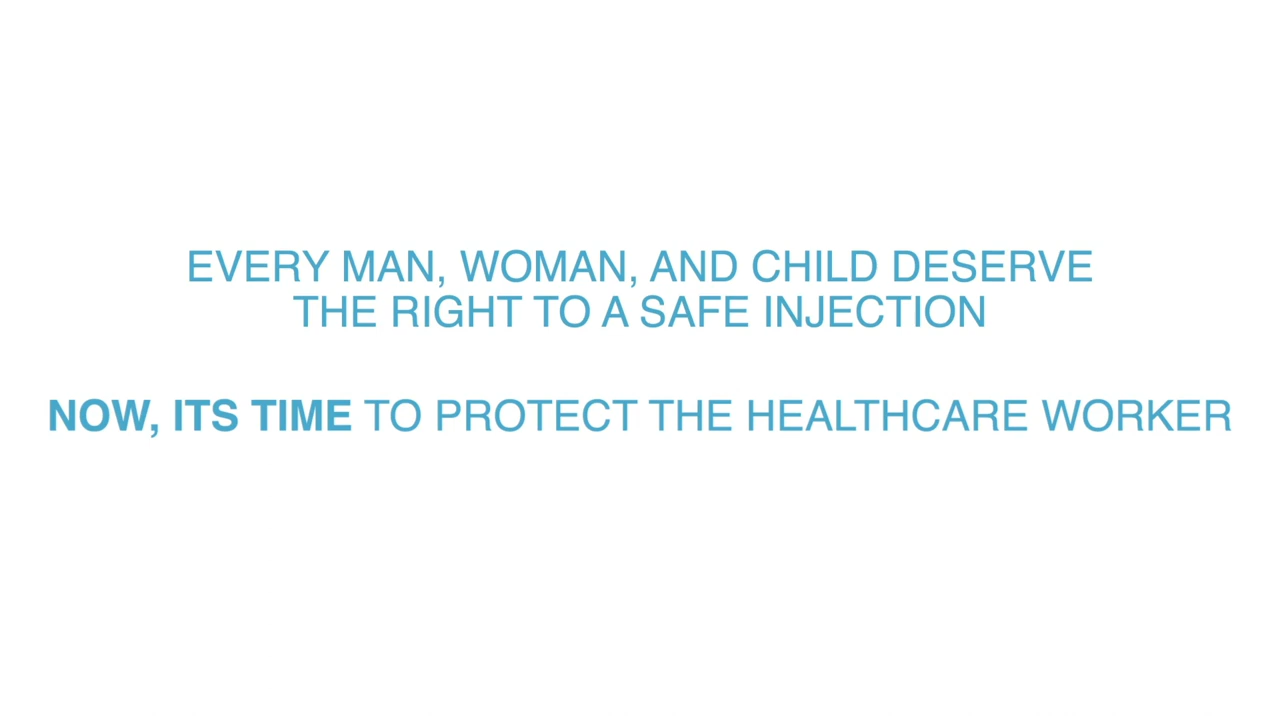 EVERY MAN, WOMAN, AND CHILD DESERVE
THE RIGHT TO A SAFE INJECTION
NOW, ITS TIME TO PROTECT THE HEALTHCARE WORKER